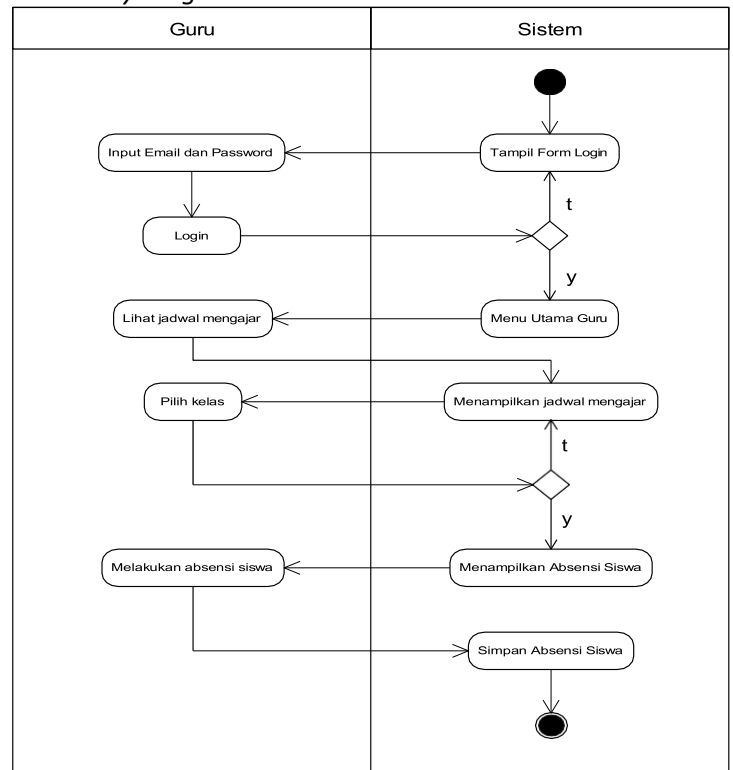 Guru
Sistem
Input Email dan Password
Tampil Form Login
t
Login
y
Lihat jadwal mengajar
Menu Utama Guru
Pilih kelas
Menampilkan jadwal mengajar
t
y
Melakukan absensi siswa
Menampilkan Absensi Siswa
Simpan Absensi Siswa